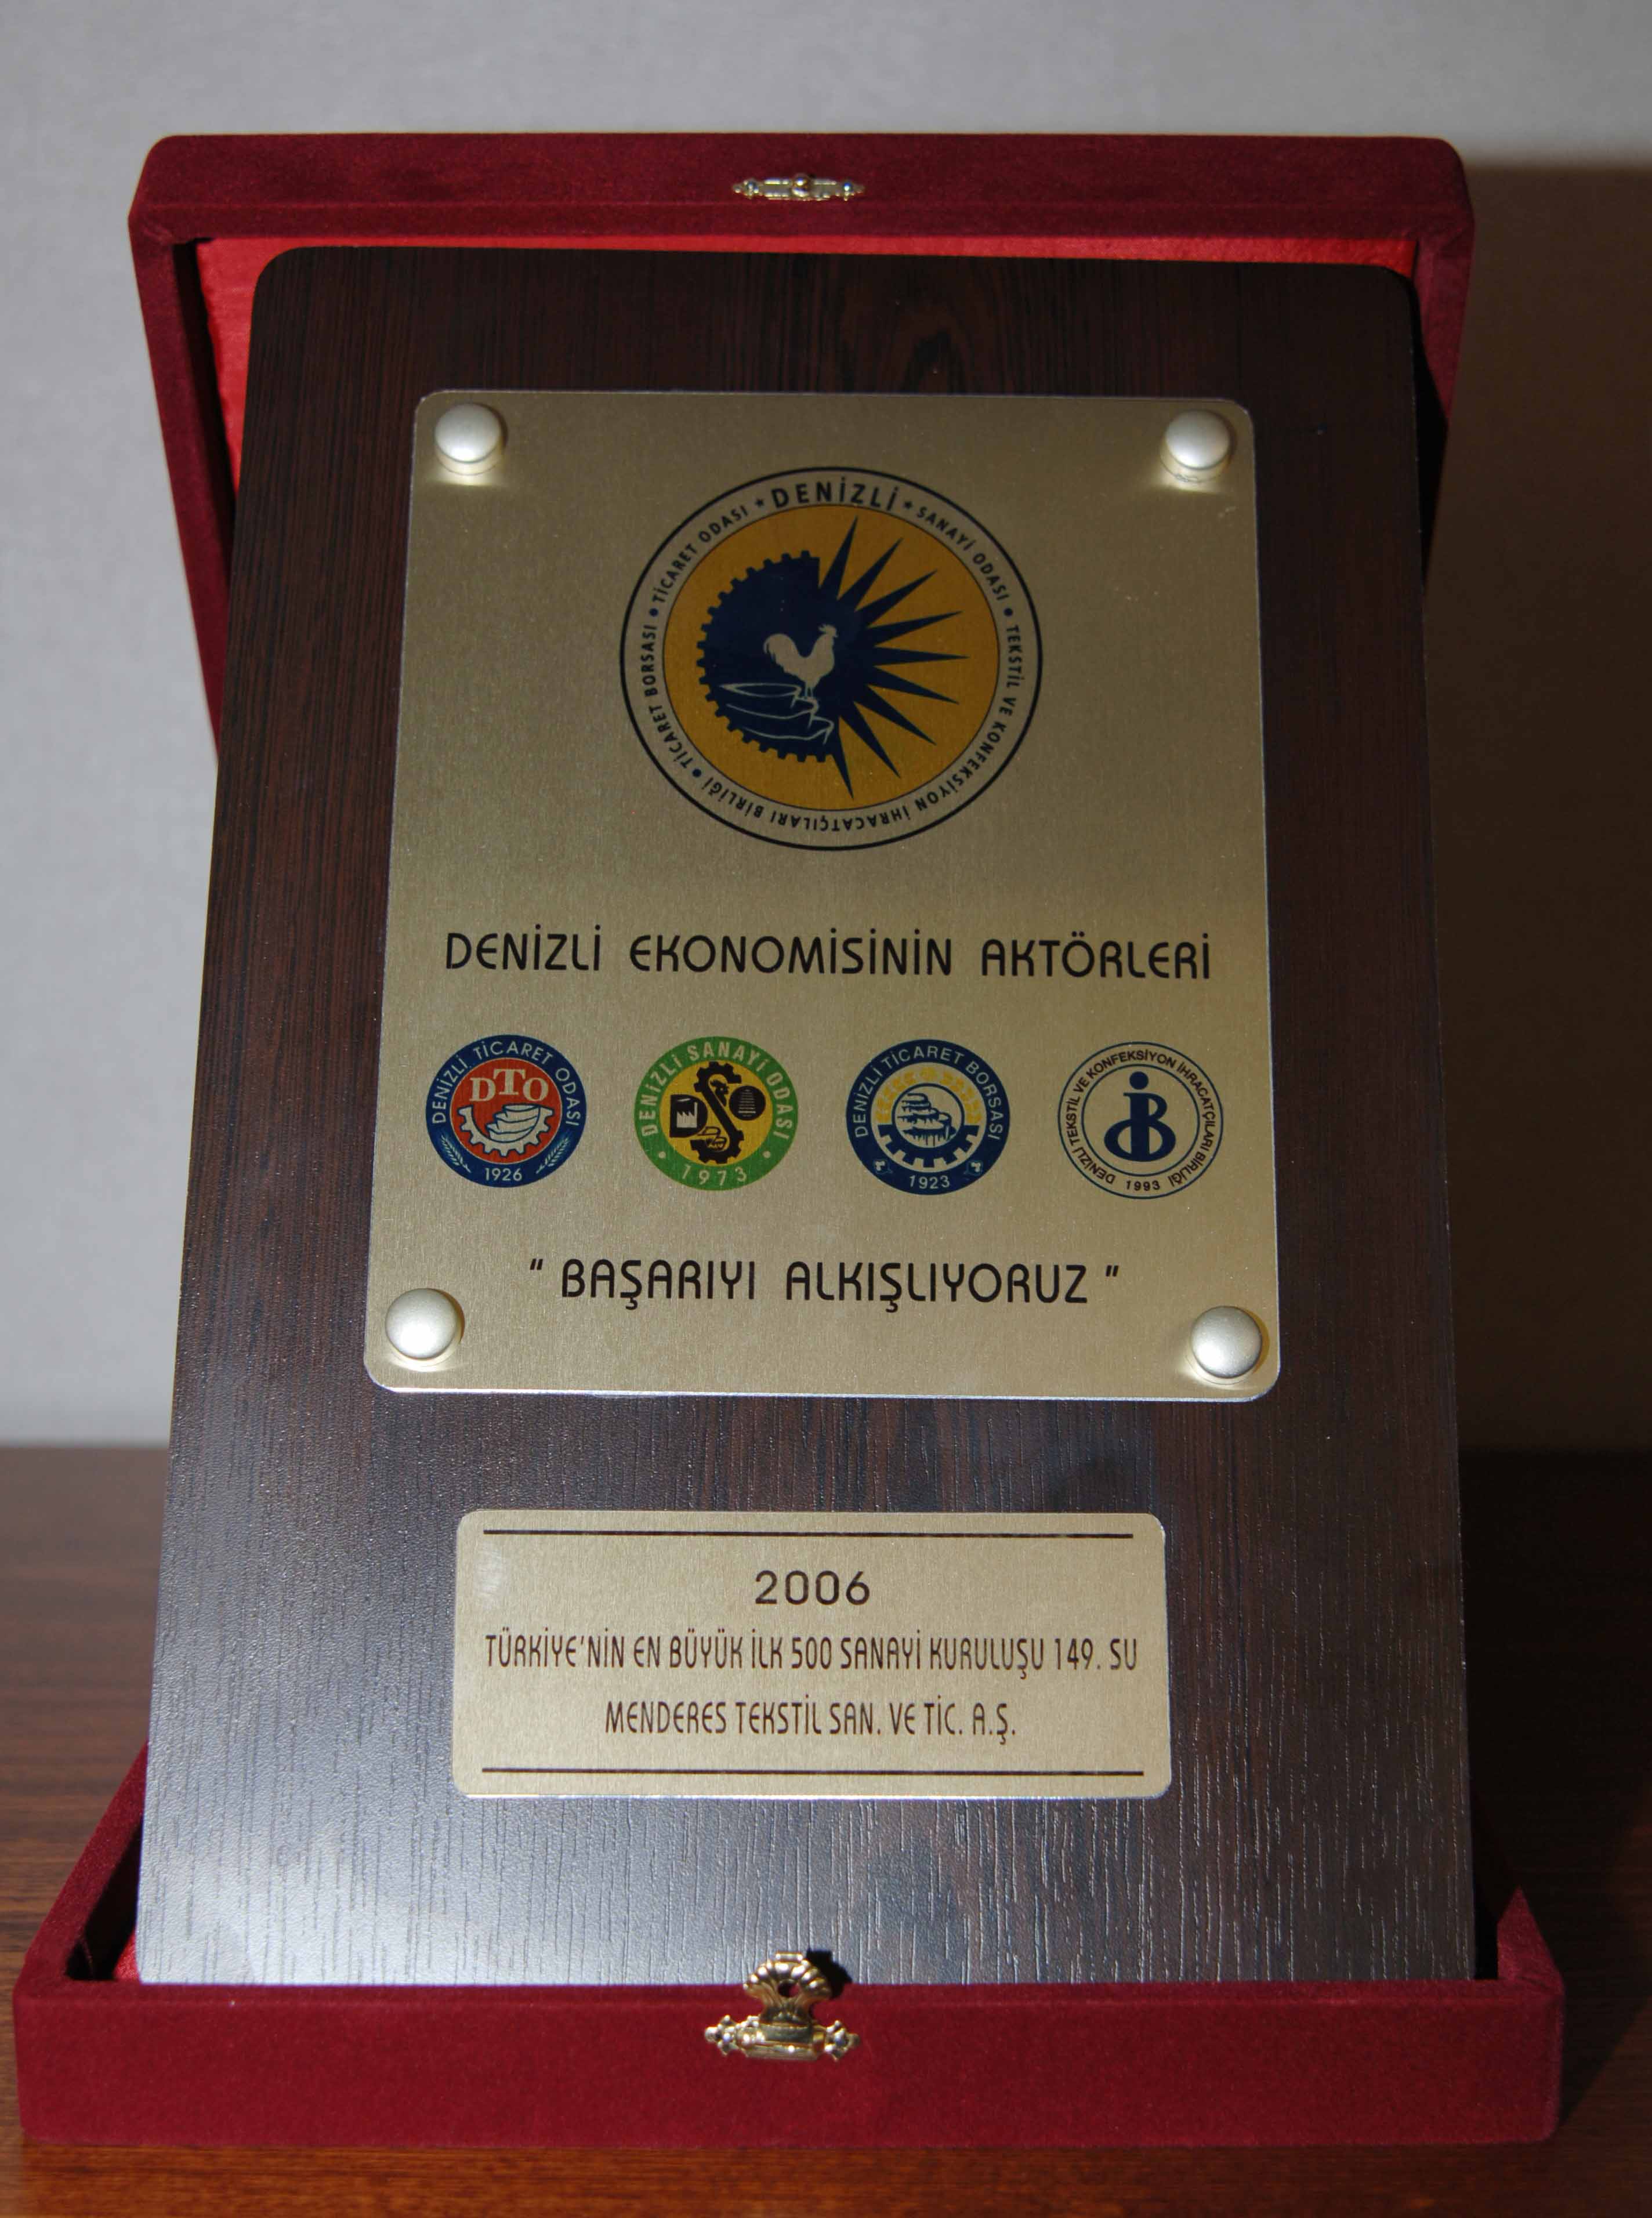 DENİZLİ * SANAYİ ODASI • TEKSTİL VE KONFEKSİYON İHRACATÇILARI BİRLİĞİ • TİCARET BORSASI • TİCARET ODASI *
DENİZLİ EKONOMİSİNİN AKTÖRLERİ
DENİZLİ TİCARET ODASI
DTO
1926
DENİZLİ SANAYİ ODASI
• 1973 •
DENİZLİ TİCARET BORSASI
1923
DENİZLİ TEKSTİL VE KONFEKSİYON İHRACATÇILARI BİRLİĞİ
İB
1993
" BAŞARIYI ALKIŞLIYORUZ "
2006
TÜRKİYE'NİN EN BÜYÜK İLK 500 SANAYİ KURULUŞU 149. SU
MENDERES TEKSTİL SAN. VE TİC. A.Ş.